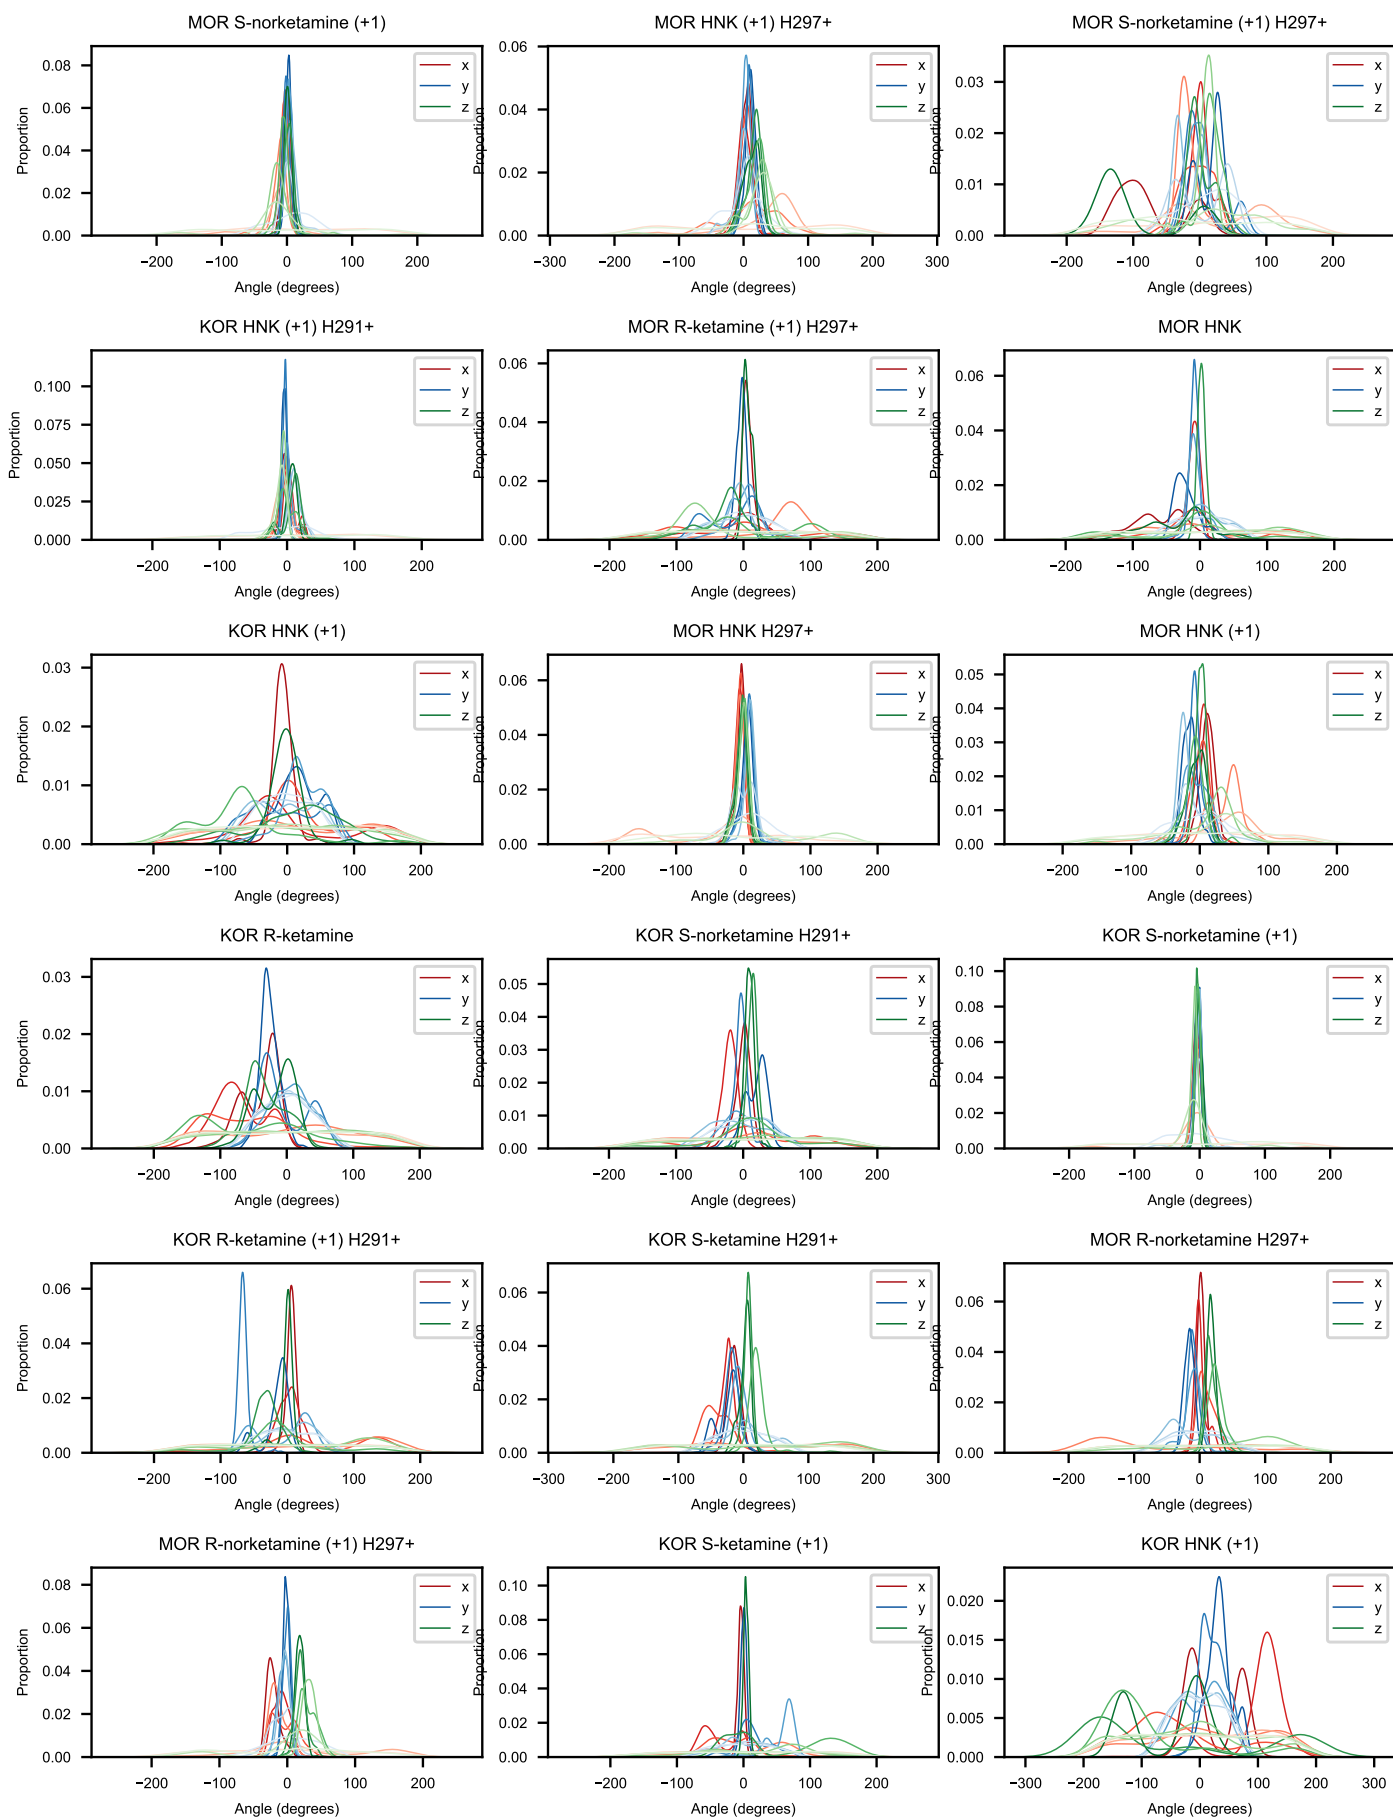 MOR S-norketamine (+1)
MOR HNK (+1) H297+
MOR S-norketamine (+1) H297+
Proportion
0.08
0.06
0.04
0.02
0.00
x
y
z
−200 −100 0 100 200
Angle (degrees)
Proportion
0.06
0.04
0.02
0.00
x
y
z
−300 −200 −100 0 100 200 300
Angle (degrees)
Proportion
0.03
0.02
0.01
0.00
x
y
z
−200 −100 0 100 200
Angle (degrees)
KOR HNK (+1) H291+
MOR R-ketamine (+1) H297+
MOR HNK
Proportion
0.100
0.075
0.050
0.025
0.000
x
y
z
−200 −100 0 100 200
Angle (degrees)
Proportion
0.06
0.04
0.02
0.00
x
y
z
−200 −100 0 100 200
Angle (degrees)
Proportion
0.06
0.04
0.02
0.00
x
y
z
−200 −100 0 100 200
Angle (degrees)
KOR HNK (+1)
MOR HNK H297+
MOR HNK (+1)
Proportion
0.03
0.02
0.01
0.00
x
y
z
−200 −100 0 100 200
Angle (degrees)
Proportion
0.06
0.04
0.02
0.00
x
y
z
−200 −100 0 100 200
Angle (degrees)
Proportion
0.05
0.04
0.03
0.02
0.01
0.00
x
y
z
−200 −100 0 100 200
Angle (degrees)
KOR R-ketamine
KOR S-norketamine H291+
KOR S-norketamine (+1)
Proportion
0.03
0.02
0.01
0.00
x
y
z
−200 −100 0 100 200
Angle (degrees)
Proportion
0.05
0.04
0.03
0.02
0.01
0.00
x
y
z
−200 −100 0 100 200
Angle (degrees)
Proportion
0.10
0.08
0.06
0.04
0.02
0.00
x
y
z
−200 −100 0 100 200
Angle (degrees)
KOR R-ketamine (+1) H291+
KOR S-ketamine H291+
MOR R-norketamine H297+
Proportion
0.06
0.04
0.02
0.00
x
y
z
−200 −100 0 100 200
Angle (degrees)
Proportion
0.06
0.04
0.02
0.00
x
y
z
−300 −200 −100 0 100 200 300
Angle (degrees)
Proportion
0.06
0.04
0.02
0.00
x
y
z
−200 −100 0 100 200
Angle (degrees)
MOR R-norketamine (+1) H297+
KOR S-ketamine (+1)
KOR HNK (+1)
Proportion
0.08
0.06
0.04
0.02
0.00
x
y
z
−200 −100 0 100 200
Angle (degrees)
Proportion
0.10
0.08
0.06
0.04
0.02
0.00
x
y
z
−200 −100 0 100 200
Angle (degrees)
Proportion
0.020
0.015
0.010
0.005
0.000
x
y
z
−300 −200 −100 0 100 200 300
Angle (degrees)